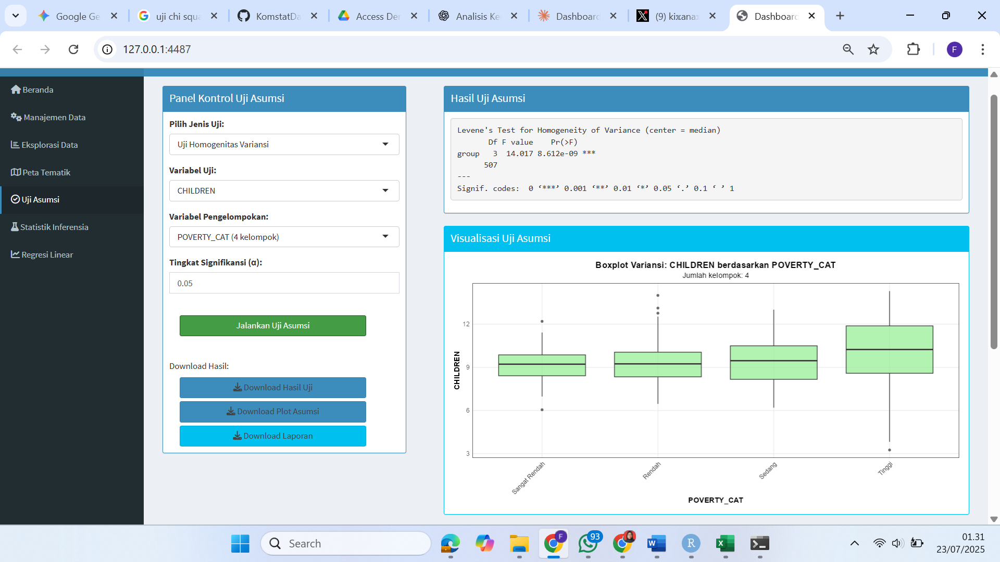 Google Ge
uji chi squa
KomstatDa
Access Den
Analisis Ke
Dashboard
(9) kixana
Dashboard
127.0.0.1:4487
F
Beranda
Manajemen Data
Eksplorasi Data
Peta Tematik
Uji Asumsi
Statistik Inferensia
Regresi Linear
Panel Kontrol Uji Asumsi
Pilih Jenis Uji:
Uji Homogenitas Variansi
Variabel Uji:
CHILDREN
Variabel Pengelompokan:
POVERTY_CAT (4 kelompok)
Tingkat Signifikansi (α):
0.05
Jalankan Uji Asumsi
Download Hasil:
Download Hasil Uji
Download Plot Asumsi
Download Laporan
Hasil Uji Asumsi
Levene's Test for Homogeneity of Variance (center = median)
Df F value Pr(>F)
group 3 14.017 8.612e-09 ***
507
---
Signif. codes: 0 ‘***’ 0.001 ‘**’ 0.01 ‘*’ 0.05 ‘.’ 0.1 ‘ ’ 1
Visualisasi Uji Asumsi
Boxplot Variansi: CHILDREN berdasarkan POVERTY_CAT
Jumlah kelompok: 4
CHILDREN
12
9
6
3
Sangat Rendah
Rendah
Sedang
Tinggi
POVERTY_CAT
Search
F
93
W
R
X
01.31
23/07/2025